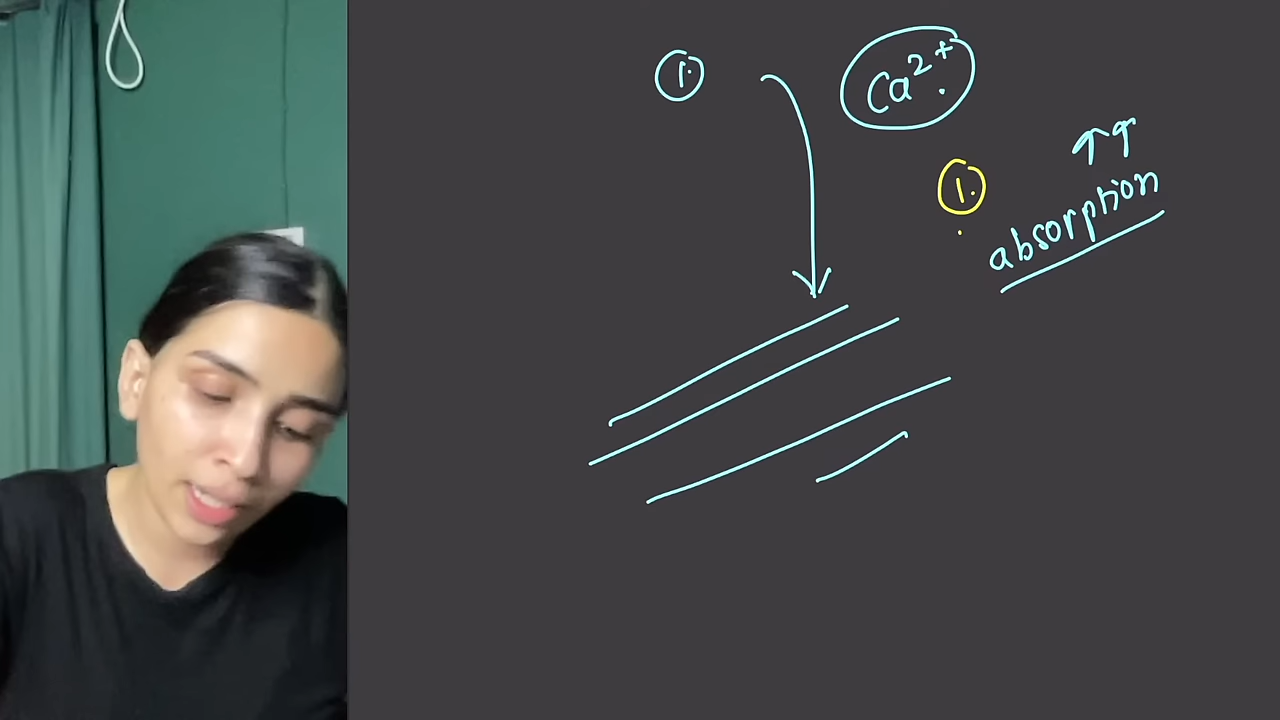 ① Ca²⁺
↑↑
① absorption